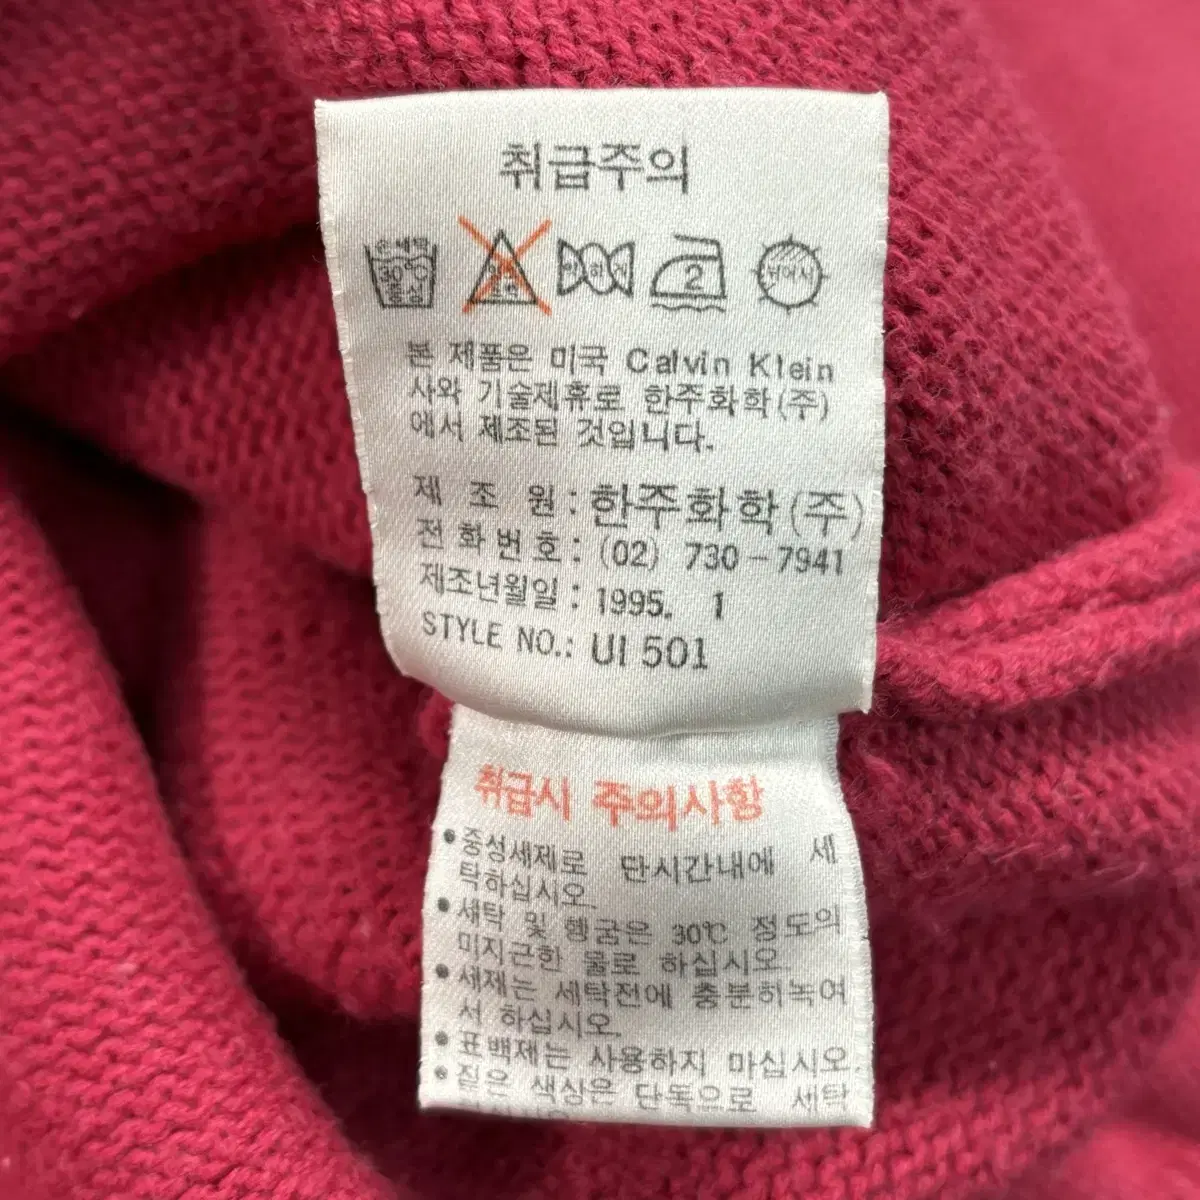 취급주의
손세탁
30°C
약하게
2
뉘어서
본 제품은 미국 Calvin Klein
사와 기술제휴로 한주화학(주)
에서 제조된 것입니다.
제 조 원 : 한주화학(주)
전화번호 : (02) 730-7941
제조년월일 : 1995. 1
STYLE NO.: UI 501
취급시 주의사항
•중성세제로 단시간내에 세
탁하십시오.
•세탁 및 헹굼은 30℃ 정도의
미지근한 물로 하십시오.
•세제는 세탁전에 충분히녹여
서 하십시오.
•표백제는 사용하지 마십시오.
•짙은 색상은 단독으로 세탁